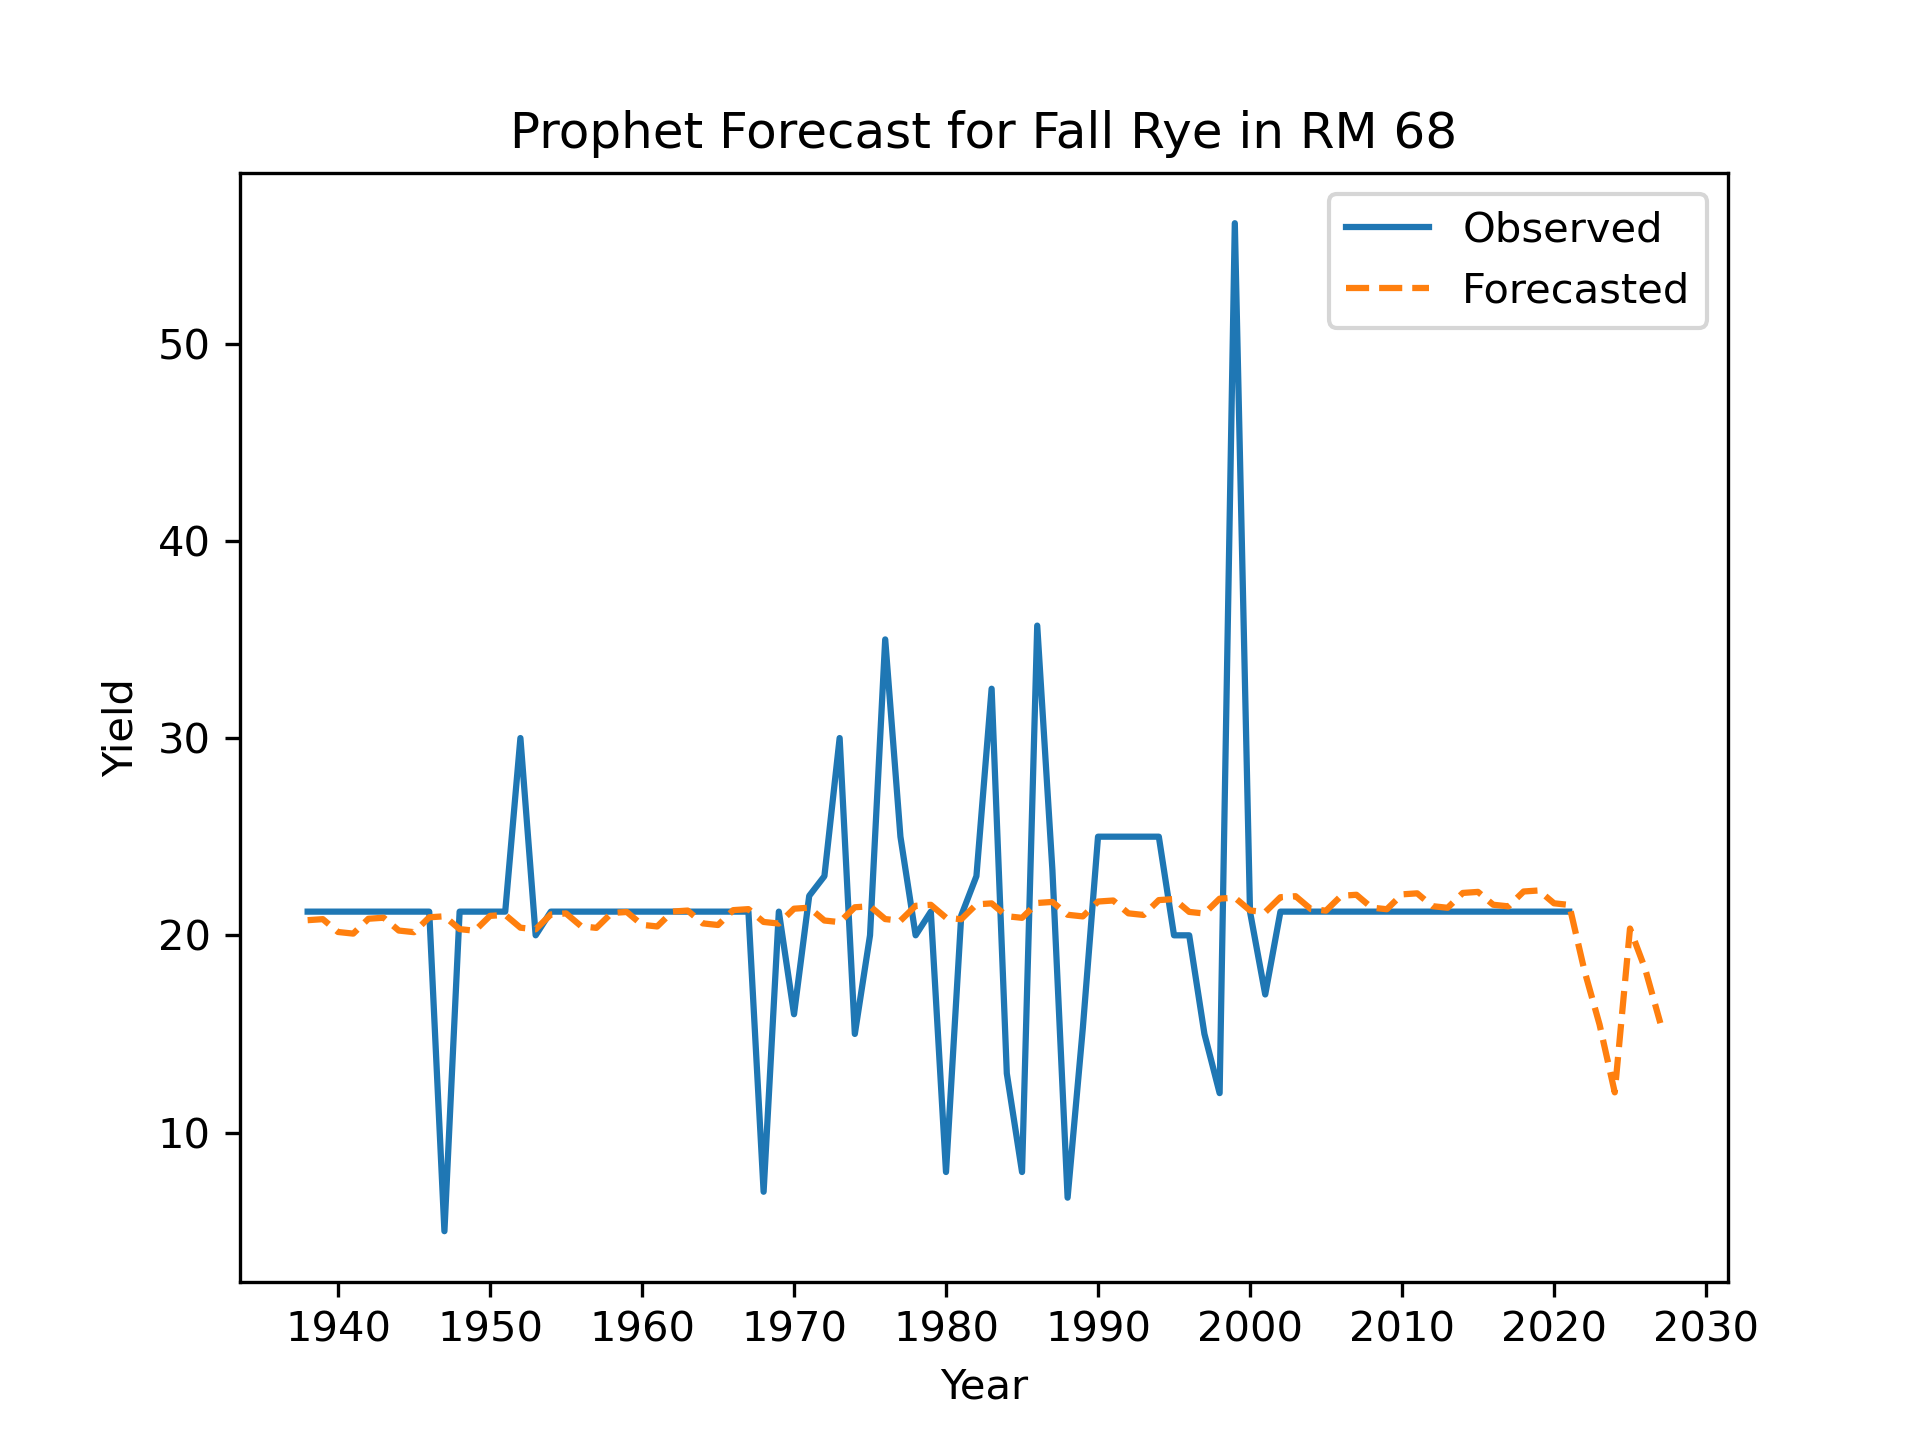 Prophet Forecast for Fall Rye in RM 68
Observed
Forecasted
50
40
30
20
10
Yield
1940 1950 1960 1970 1980 1990 2000 2010 2020 2030
Year